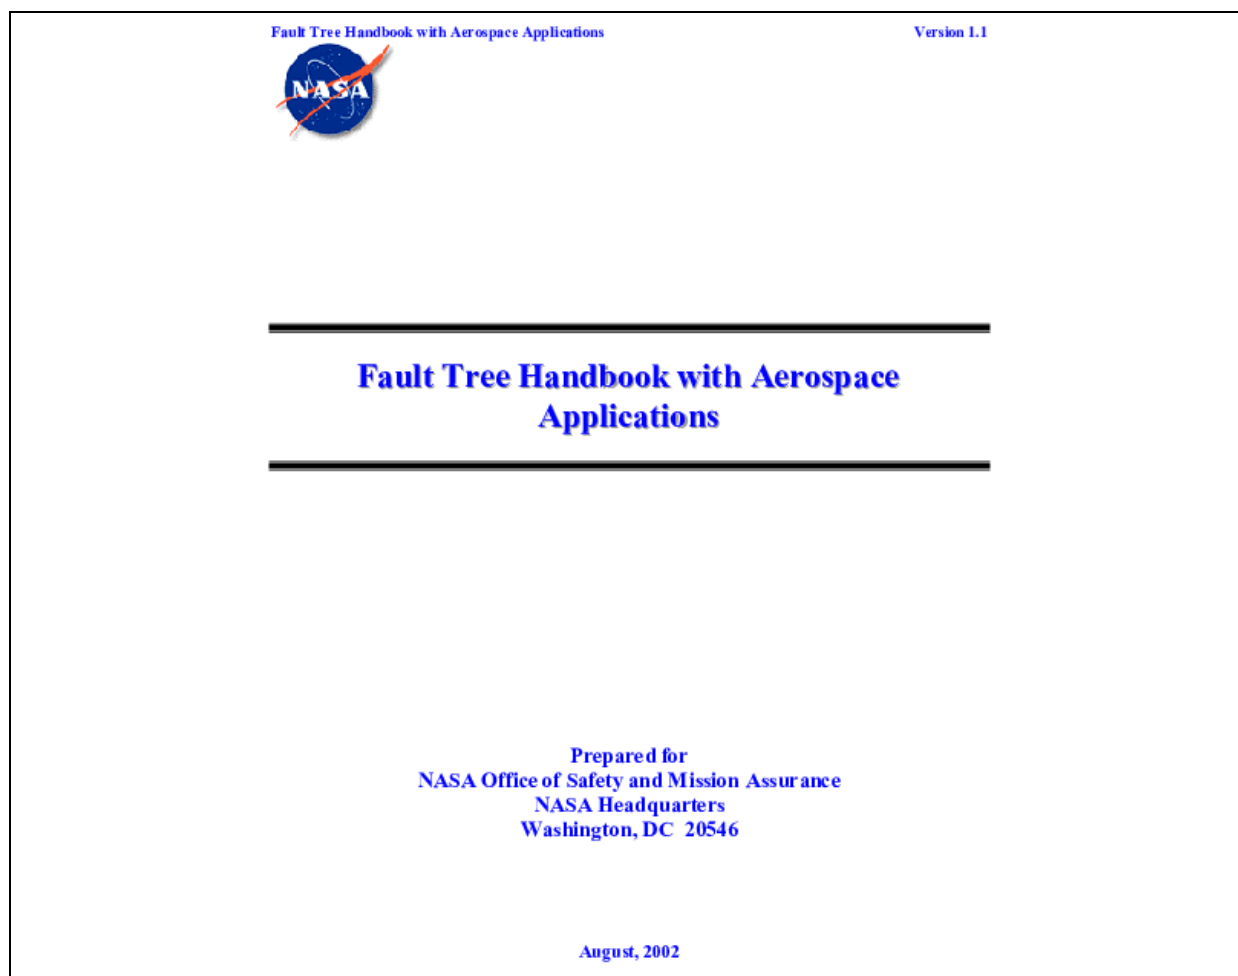 Fault Tree Handbook with Aerospace Applications Version 1.1
NASA
Fault Tree Handbook with Aerospace
Applications
Prepared for
NASA Office of Safety and Mission Assurance
NASA Headquarters
Washington, DC 20546
August, 2002